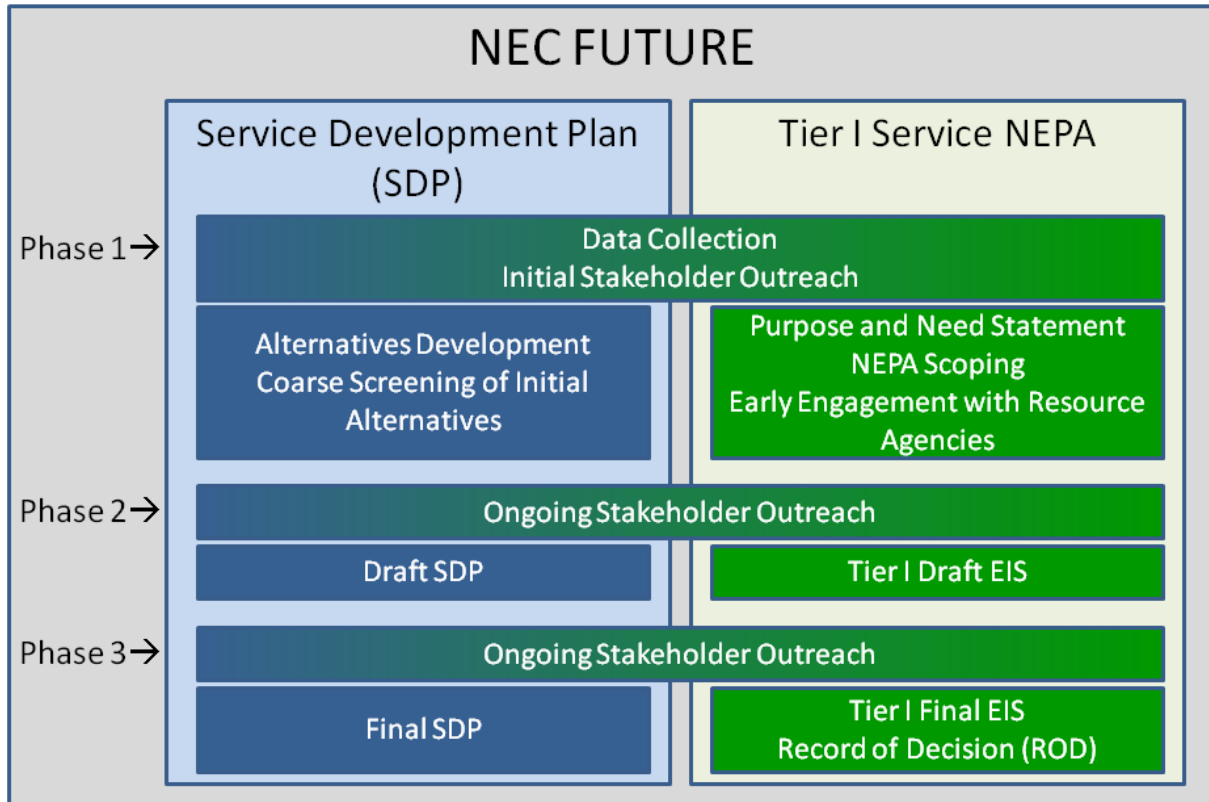 NEC FUTURE
Service Development Plan
(SDP)
Tier I Service NEPA
Phase 1→
Data Collection
Initial Stakeholder Outreach
Alternatives Development
Coarse Screening of Initial
Alternatives
Purpose and Need Statement
NEPA Scoping
Early Engagement with Resource
Agencies
Phase 2→
Ongoing Stakeholder Outreach
Draft SDP
Tier I Draft EIS
Phase 3→
Ongoing Stakeholder Outreach
Final SDP
Tier I Final EIS
Record of Decision (ROD)